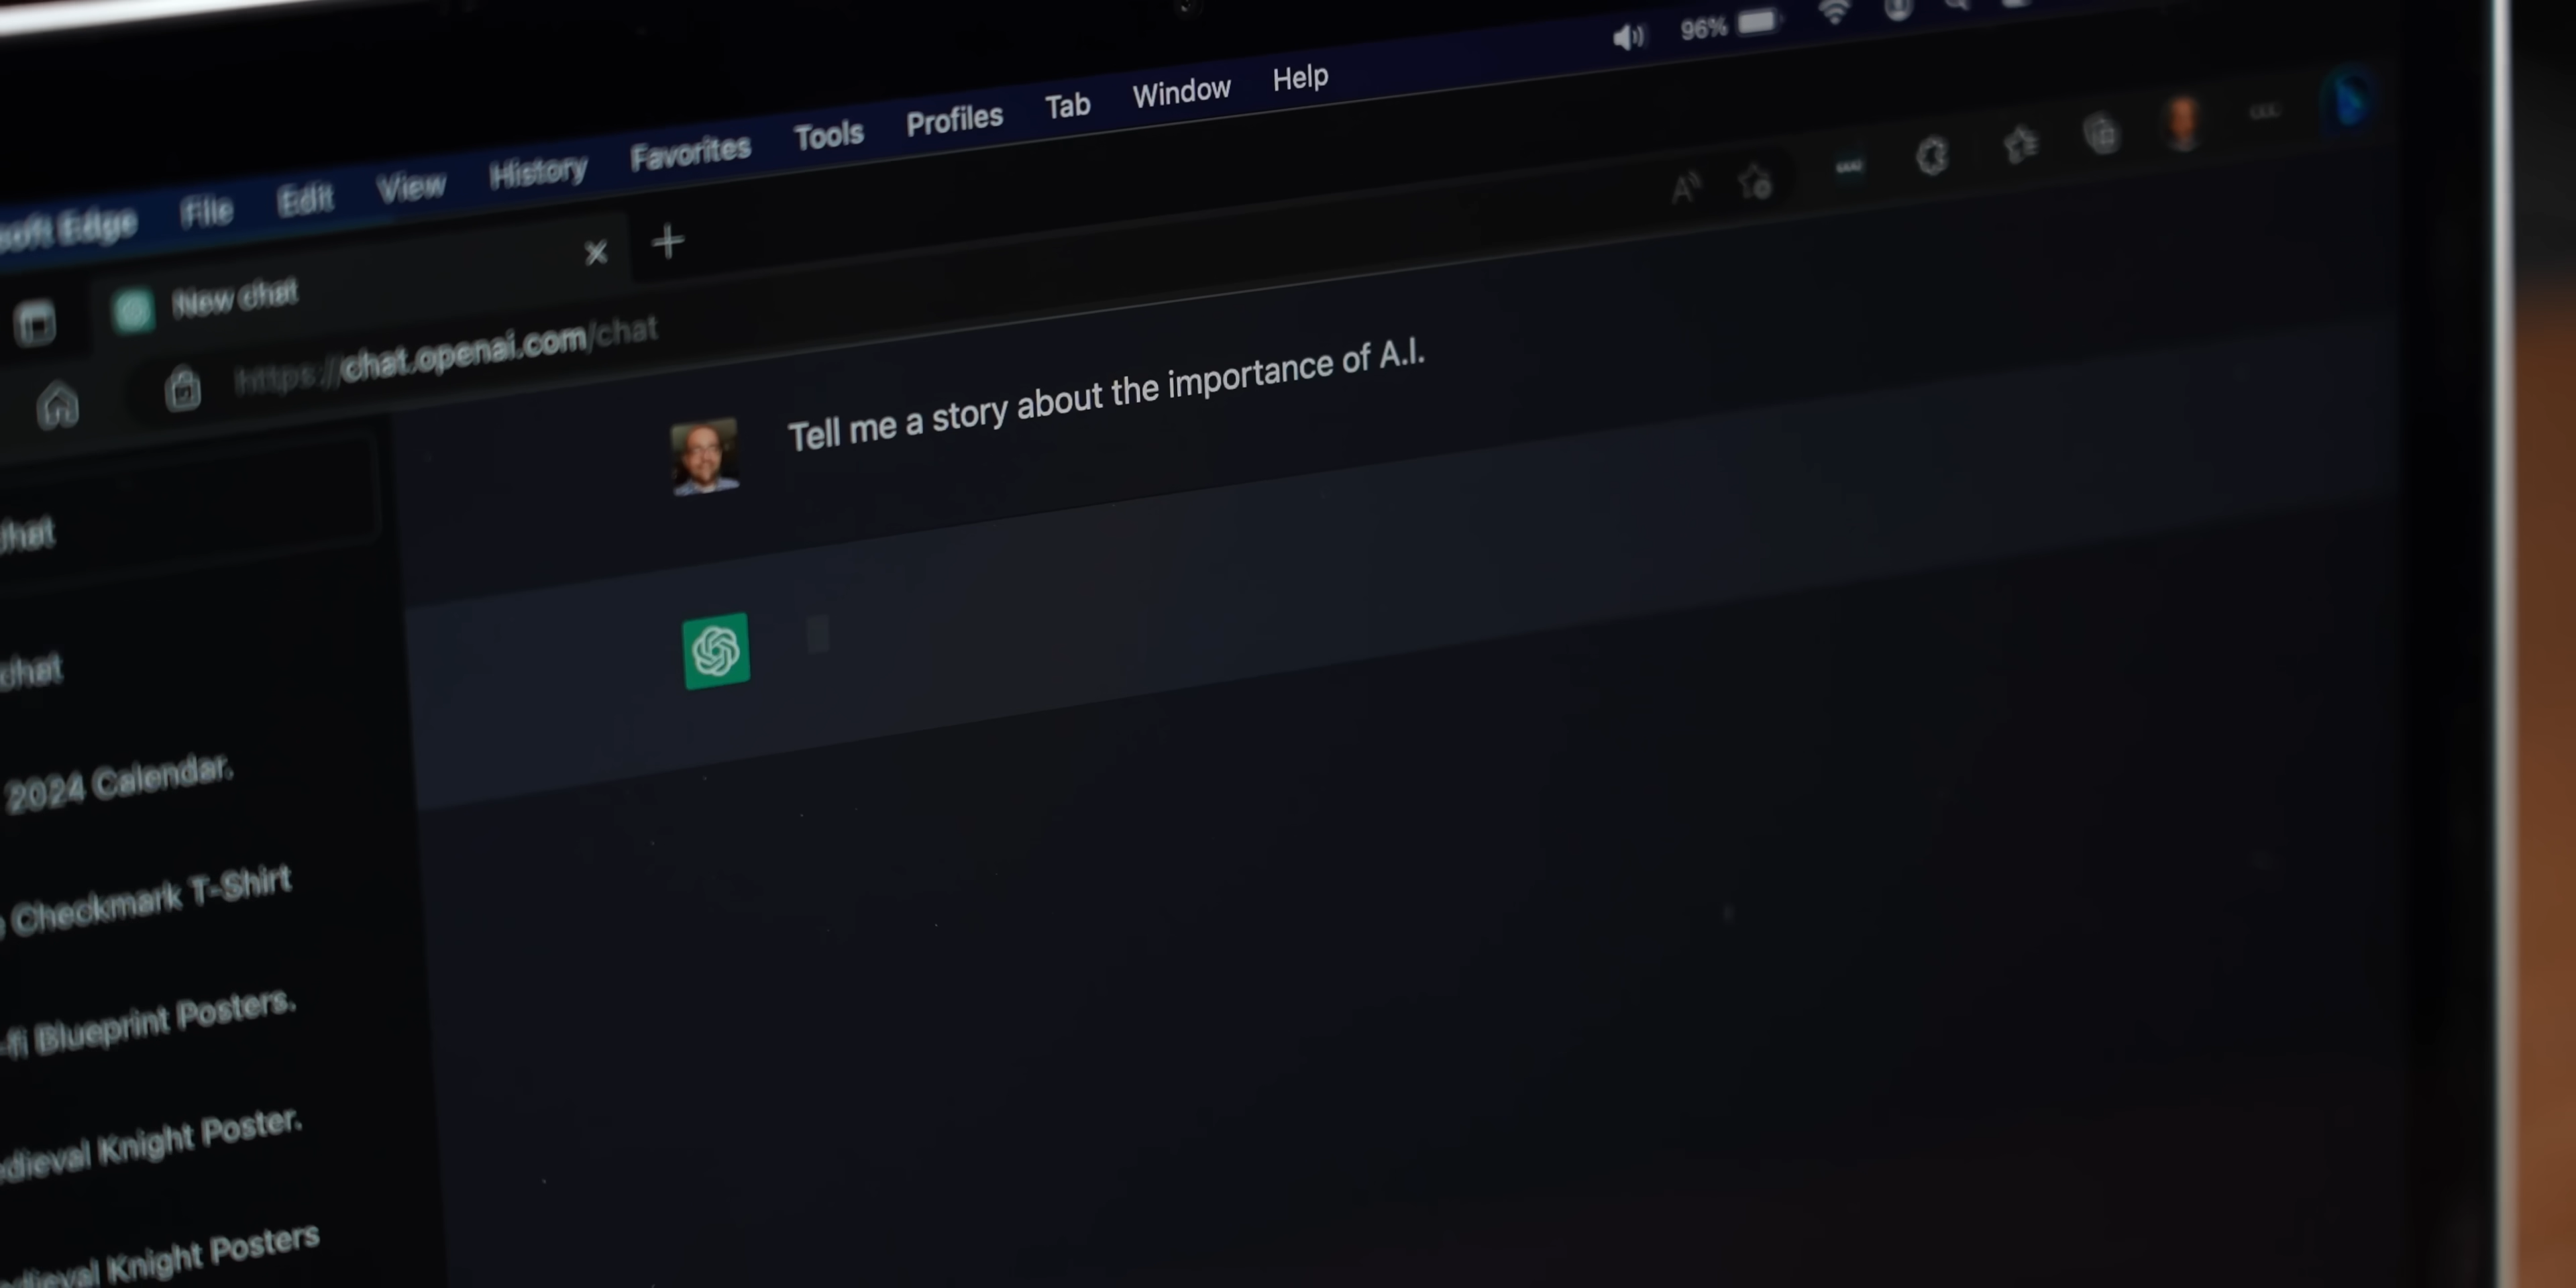 Edge File Edit View History Favorites Tools Profiles Tab Window Help 96%
New chat
https://chat.openai.com/chat
Tell me a story about the importance of A.I.
chat
2024 Calendar.
Checkmark T-Shirt
Blueprint Posters.
Knight Poster.
Knight Posters